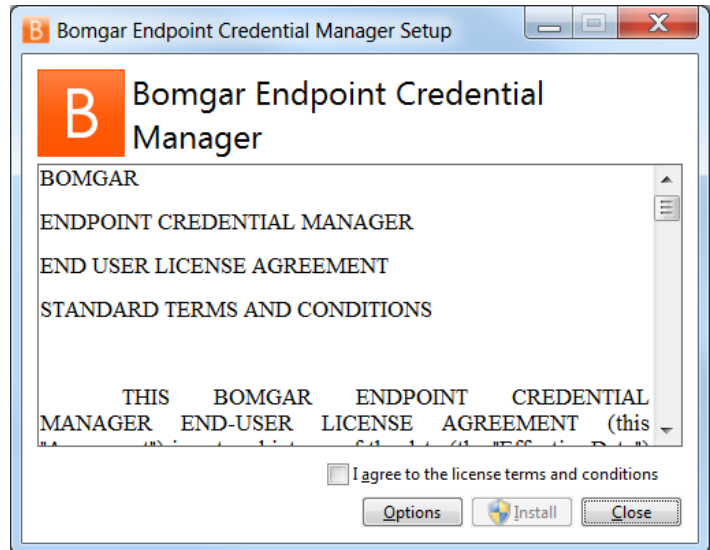 B Bomgar Endpoint Credential Manager Setup
B
Bomgar Endpoint Credential
Manager
BOMGAR
ENDPOINT CREDENTIAL MANAGER
END USER LICENSE AGREEMENT
STANDARD TERMS AND CONDITIONS
THIS BOMGAR ENDPOINT CREDENTIAL
MANAGER END-USER LICENSE AGREEMENT (this
I agree to the license terms and conditions
Options Install Close